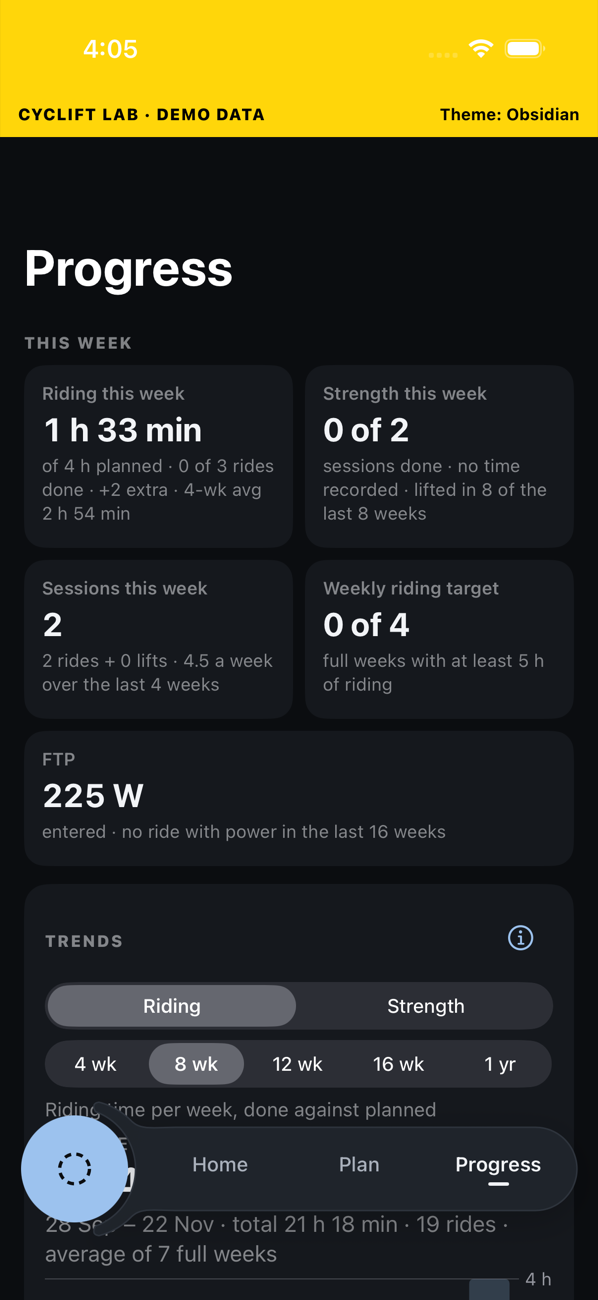 4:05
CYCLIFT LAB · DEMO DATA
Theme: Obsidian
Progress
THIS WEEK
Riding this week
1 h 33 min
of 4 h planned · 0 of 3 rides
done · +2 extra · 4-wk avg
2 h 54 min
Strength this week
0 of 2
sessions done · no time
recorded · lifted in 8 of the
last 8 weeks
Sessions this week
2
2 rides + 0 lifts · 4.5 a week
over the last 4 weeks
Weekly riding target
0 of 4
full weeks with at least 5 h
of riding
FTP
225 W
entered · no ride with power in the last 16 weeks
TRENDS
Riding
Strength
4 wk
8 wk
12 wk
16 wk
1 yr
Riding time per week, done against planned
Home
Plan
Progress
28 Sep – 22 Nov · total 21 h 18 min · 19 rides ·
average of 7 full weeks
4 h